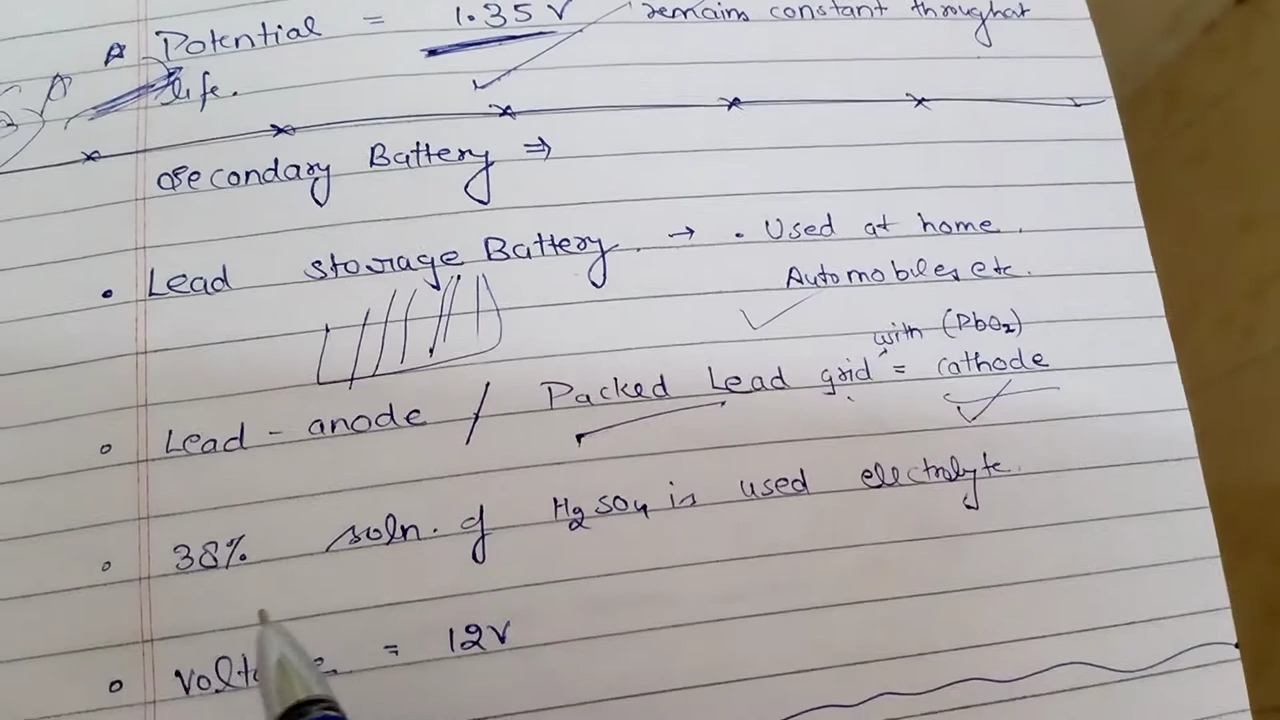 Potential = 1.35 V remains constant throughat
life.
Secondary Battery ⇒
• Lead storage Battery. → • Used at home.
Automobiles etc.
with (PbO2)
Lead - anode / Packed Lead grid = cathode
38% soln. of H2SO4 is used electrolyte.
= 12V